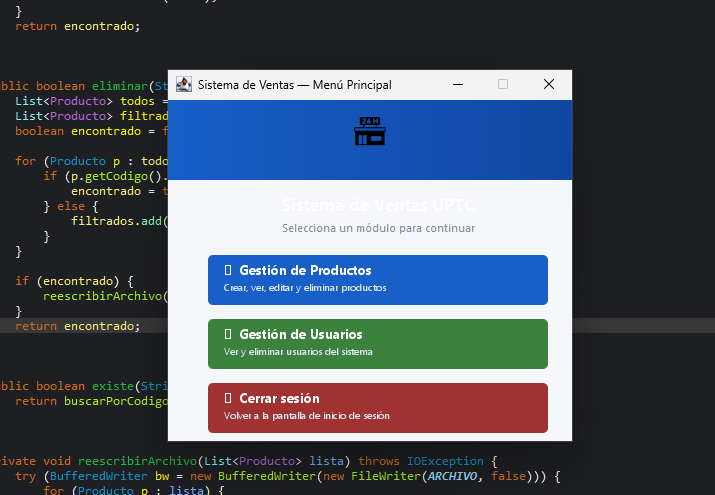 }
return encontrado;
public boolean eliminar(St
List<Producto> todos =
List<Producto> filtrad
boolean encontrado = f
for (Producto p : todo
if (p.getCodigo().
encontrado = t
} else {
filtrados.add(
}
}
if (encontrado) {
reescribirArchivo(
}
return encontrado;
ublic boolean existe(Stri
return buscarPorCodigo
Sistema de Ventas — Menú Principal
24 H
Sistema de Ventas UPTC
Selecciona un módulo para continuar
Gestión de Productos
Crear, ver, editar y eliminar productos
Gestión de Usuarios
Ver y eliminar usuarios del sistema
Cerrar sesión
Volver a la pantalla de inicio de sesión
rivate void reescribirArchivo(List<Producto> lista) throws IOException {
try (BufferedWriter bw = new BufferedWriter(new FileWriter(ARCHIVO, false))) {
for (Producto p : lista) {